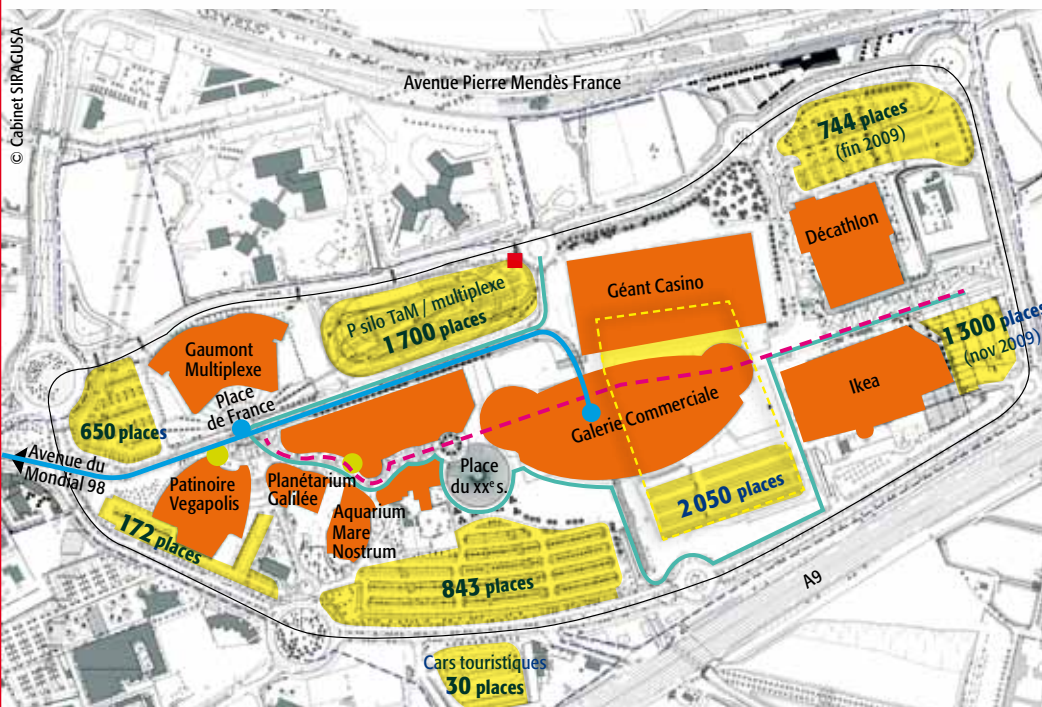 © Cabinet SIRAGUSA
Avenue Pierre Mendès France
744 places
(fin 2009)
Décathlon
Géant Casino
P silo TaM / multiplexe
1 700 places
1 300 places
(nov 2009)
Gaumont
Multiplexe
Ikea
Place
de France
Galerie Commerciale
650 places
Avenue du
Mondial 98
Patinoire
Vegapolis
Planétarium
Galilée
Place
du XXe s.
2 050 places
Aquarium
Mare
Nostrum
172 places
843 places
A9
Cars touristiques
30 places